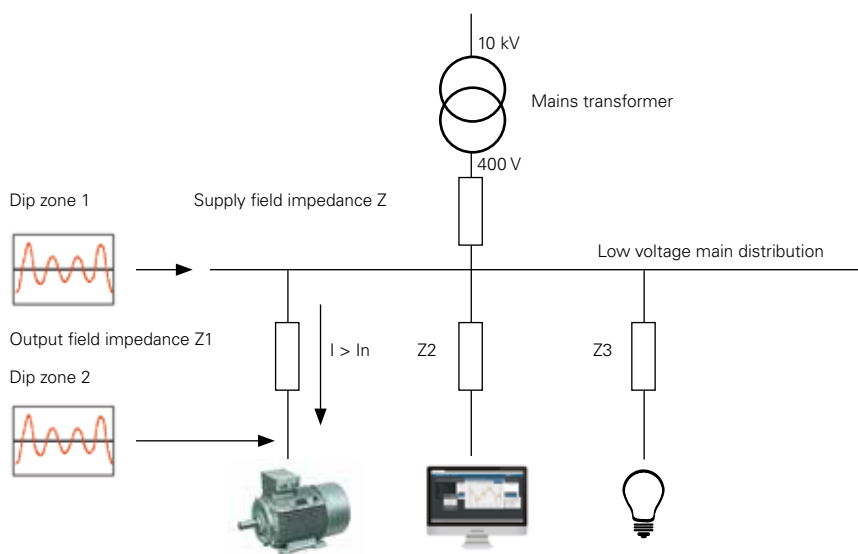 10 kV
Mains transformer
400 V
Dip zone 1
Supply field impedance Z
Low voltage main distribution
Output field impedance Z1
I > In
Z2
Z3
Dip zone 2